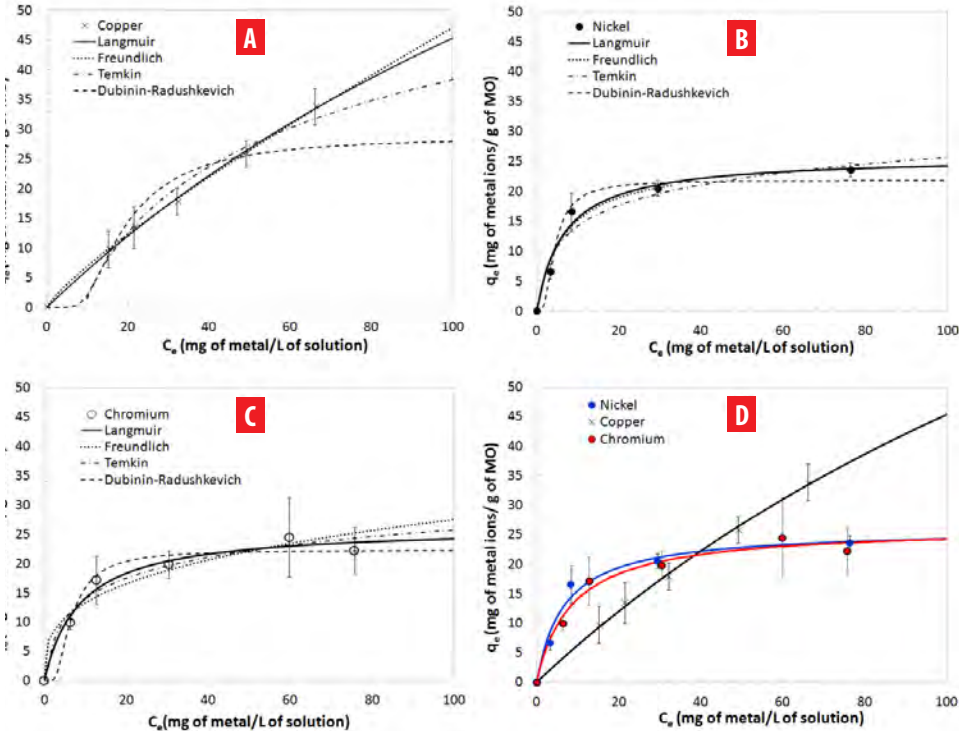 50
45
40
35
30
25
20
15
10
5
0
× Copper
Langmuir
Freundlich
Temkin
Dubinin-Radushkevich
A
0 20 40 60 80 100
Ce (mg of metal/L of solution)
qe (mg of metal ions/ g of MO)
50
45
40
35
30
25
20
15
10
5
0
Nickel
Langmuir
Freundlich
Temkin
Dubinin-Radushkevich
B
0 20 40 60 80 100
Ce (mg of metal/L of solution)
50
45
40
35
30
25
20
15
10
5
0
Chromium
Langmuir
Freundlich
Temkin
Dubinin-Radushkevich
C
0 20 40 60 80 100
Ce(mg of metal/L of solution)
qe (mg of metal ions/ g of MO)
50
45
40
35
30
25
20
15
10
5
0
Nickel
Copper
Chromium
D
0 20 40 60 80 100
Ce (mg of metal/L of solution)